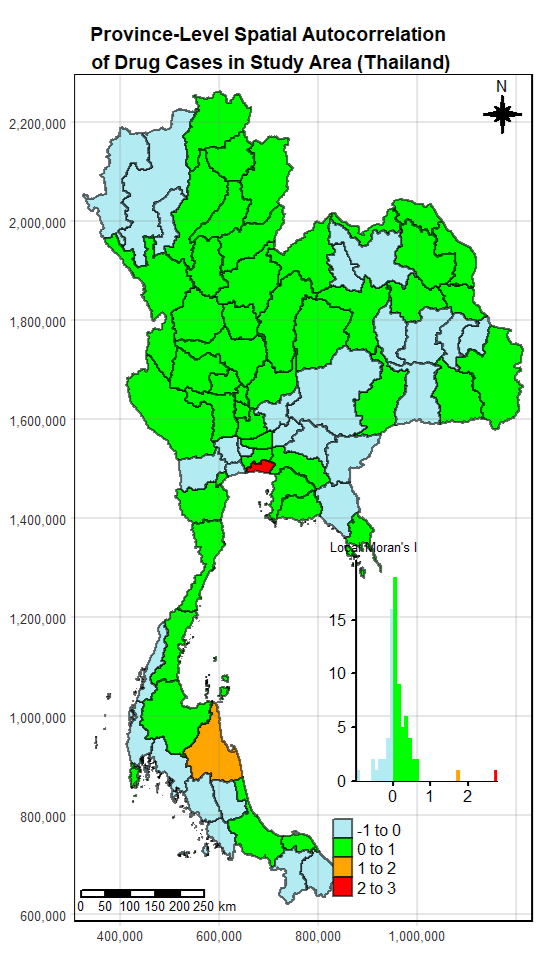 Province-Level Spatial Autocorrelation
of Drug Cases in Study Area (Thailand)
N
2,200,000
2,000,000
1,800,000
1,600,000
1,400,000
1,200,000
1,000,000
800,000
600,000
Local Moran's I
15
10
5
0
0 1 2
-1 to 0
0 to 1
1 to 2
2 to 3
0 50 100 150 200 250 km
400,000 600,000 800,000 1,000,000